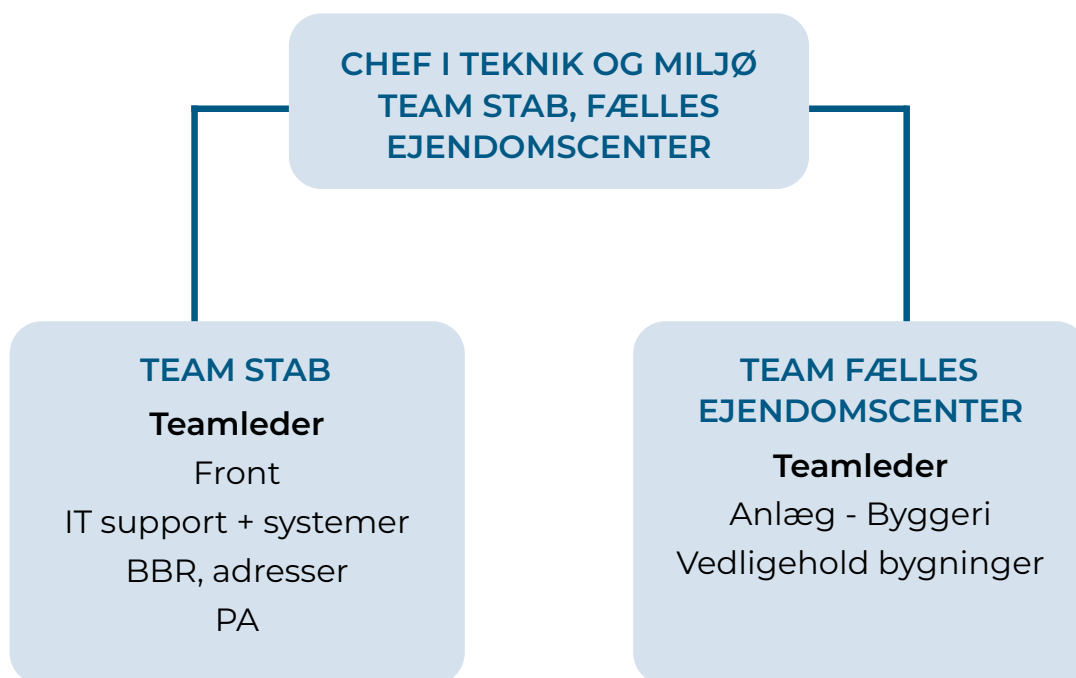 CHEF I TEKNIK OG MILJØ
TEAM STAB, FÆLLES
EJENDOMSCENTER
TEAM STAB
Teamleder
Front
IT support + systemer
BBR, adresser
PA
TEAM FÆLLES
EJENDOMSCENTER
Teamleder
Anlæg - Byggeri
Vedligehold bygninger